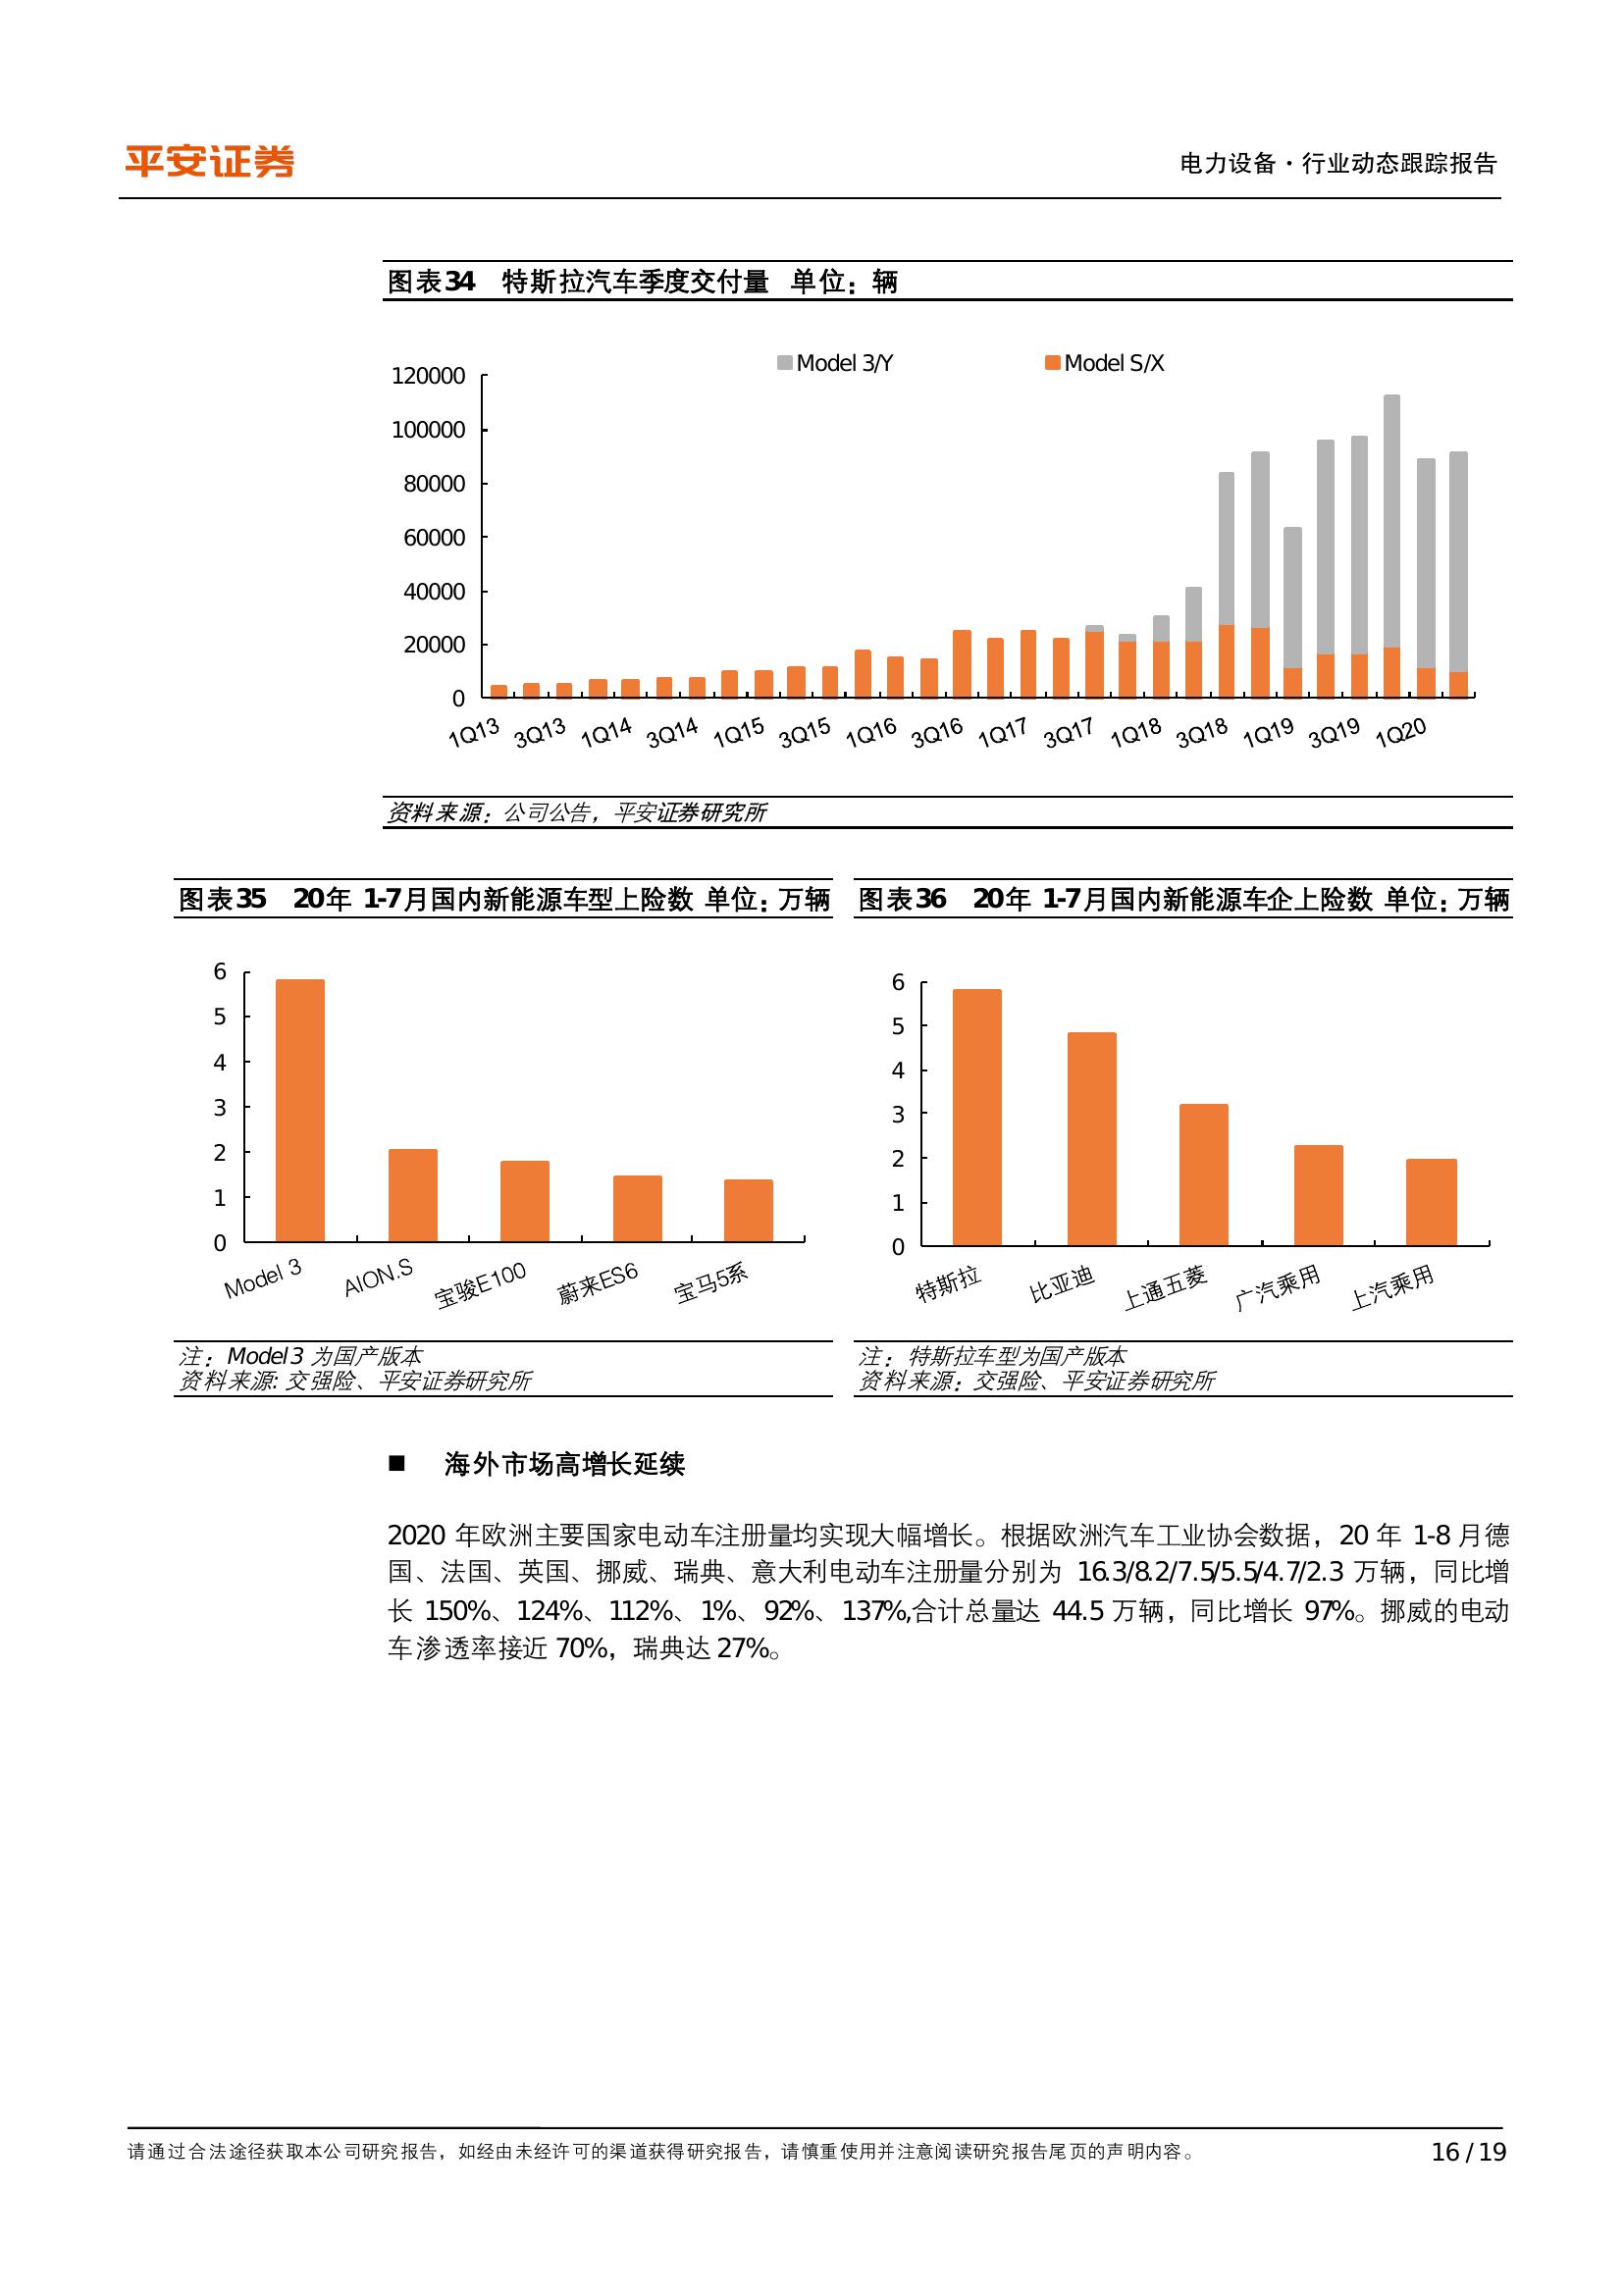 平安证券
电力设备·行业动态跟踪报告
图表34 特斯拉汽车季度交付量 单位：辆
Model 3/Y Model S/X
120000
100000
80000
60000
40000
20000
0
1Q13 3Q13 1Q14 3Q14 1Q15 3Q15 1Q16 3Q16 1Q17 3Q17 1Q18 3Q18 1Q19 3Q19 1Q20
资料来源：公司公告，平安证券研究所
图表35 20年 1-7月国内新能源车型上险数 单位：万辆
6
5
4
3
2
1
0
Model 3 AION.S 宝骏E100 蔚来ES6 宝马5系
注：Model3 为国产版本
资料来源: 交强险、平安证券研究所
图表36 20年 1-7月国内新能源车企上险数 单位：万辆
6
5
4
3
2
1
0
特斯拉 比亚迪 上通五菱 广汽乘用 上汽乘用
注：特斯拉车型为国产版本
资料来源：交强险、平安证券研究所
■ 海外市场高增长延续
2020 年欧洲主要国家电动车注册量均实现大幅增长。根据欧洲汽车工业协会数据，20 年 1-8 月德
国、法国、英国、挪威、瑞典、意大利电动车注册量分别为 16.3/8.2/7.5/5.5/4.7/2.3 万辆，同比增
长 150%、124%、112%、1%、92%、137%,合计总量达 44.5 万辆，同比增长 97%。挪威的电动
车渗透率接近 70%，瑞典达 27%。
请通过合法途径获取本公司研究报告，如经由未经许可的渠道获得研究报告，请慎重使用并注意阅读研究报告尾页的声明内容。
16 / 19